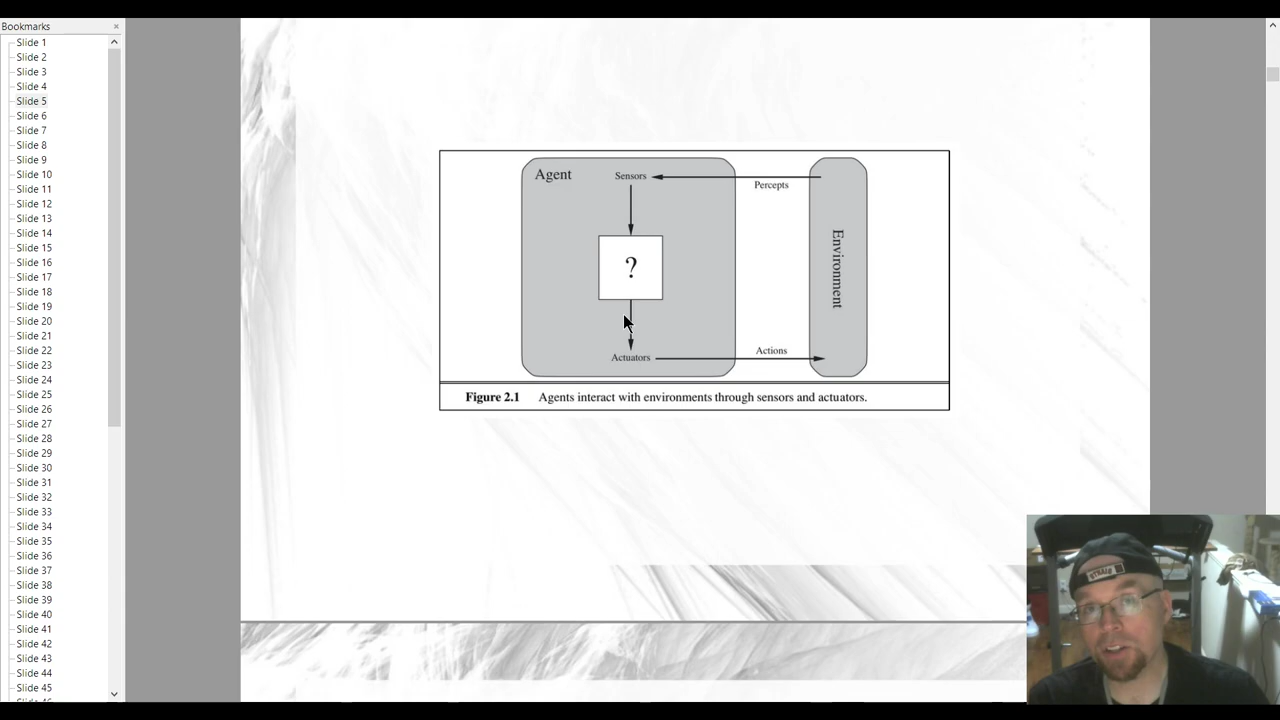 Bookmarks
Slide 1
Slide 2
Slide 3
Slide 4
Slide 5
Slide 6
Slide 7
Slide 8
Slide 9
Slide 10
Slide 11
Slide 12
Slide 13
Slide 14
Slide 15
Slide 16
Slide 17
Slide 18
Slide 19
Slide 20
Slide 21
Slide 22
Slide 23
Slide 24
Slide 25
Slide 26
Slide 27
Slide 28
Slide 29
Slide 30
Slide 31
Slide 32
Slide 33
Slide 34
Slide 35
Slide 36
Slide 37
Slide 38
Slide 39
Slide 40
Slide 41
Slide 42
Slide 43
Slide 44
Slide 45
Agent
Sensors
Percepts
?
Environment
Actuators
Actions
Figure 2.1 Agents interact with environments through sensors and actuators.